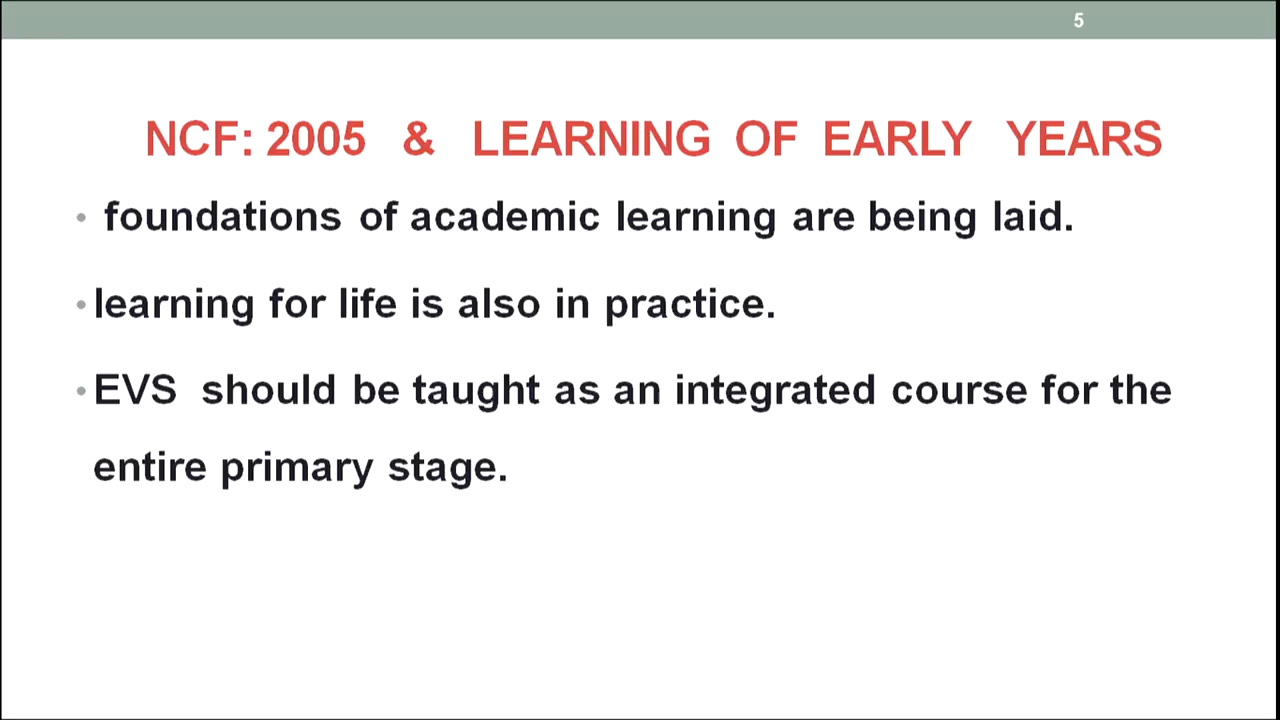 5
NCF: 2005 & LEARNING OF EARLY YEARS
• foundations of academic learning are being laid.
• learning for life is also in practice.
• EVS should be taught as an integrated course for the
entire primary stage.